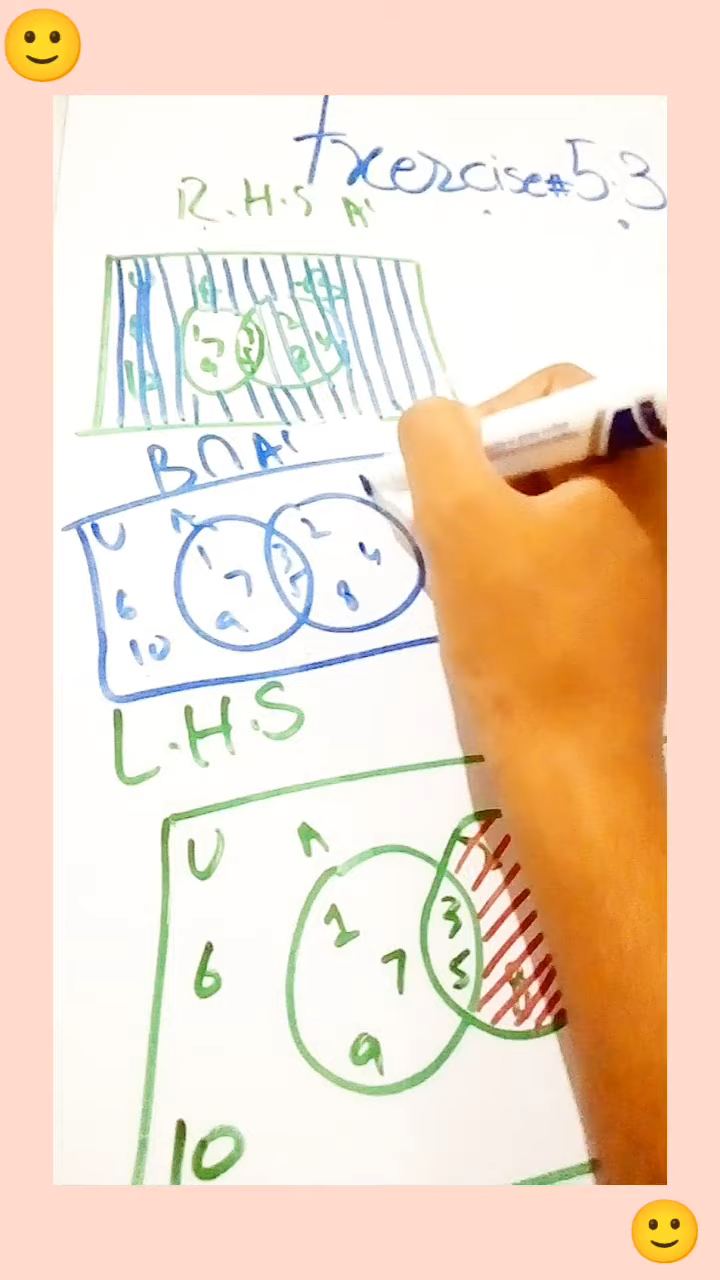 Exercise#5.3
R.H.S A'
B∩A'
U A
1 7 9 3 5 2 4 8
6
10
L.H.S
U A
1 3
6 7 5
9
10